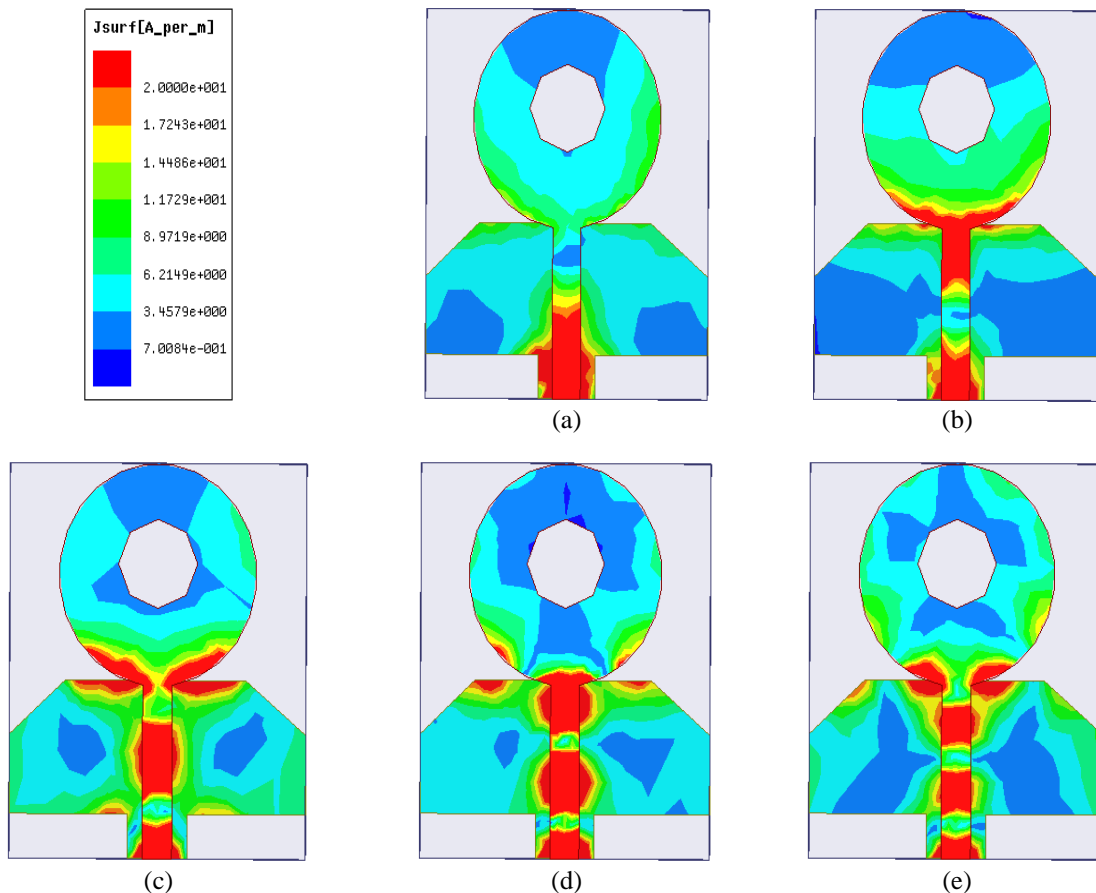 Jsurf[A_per_m]
2.0000e+001
1.7243e+001
1.4486e+001
1.1729e+001
8.9719e+000
6.2149e+000
3.4579e+000
7.0084e-001
(a)
(b)
(c)
(d)
(e)